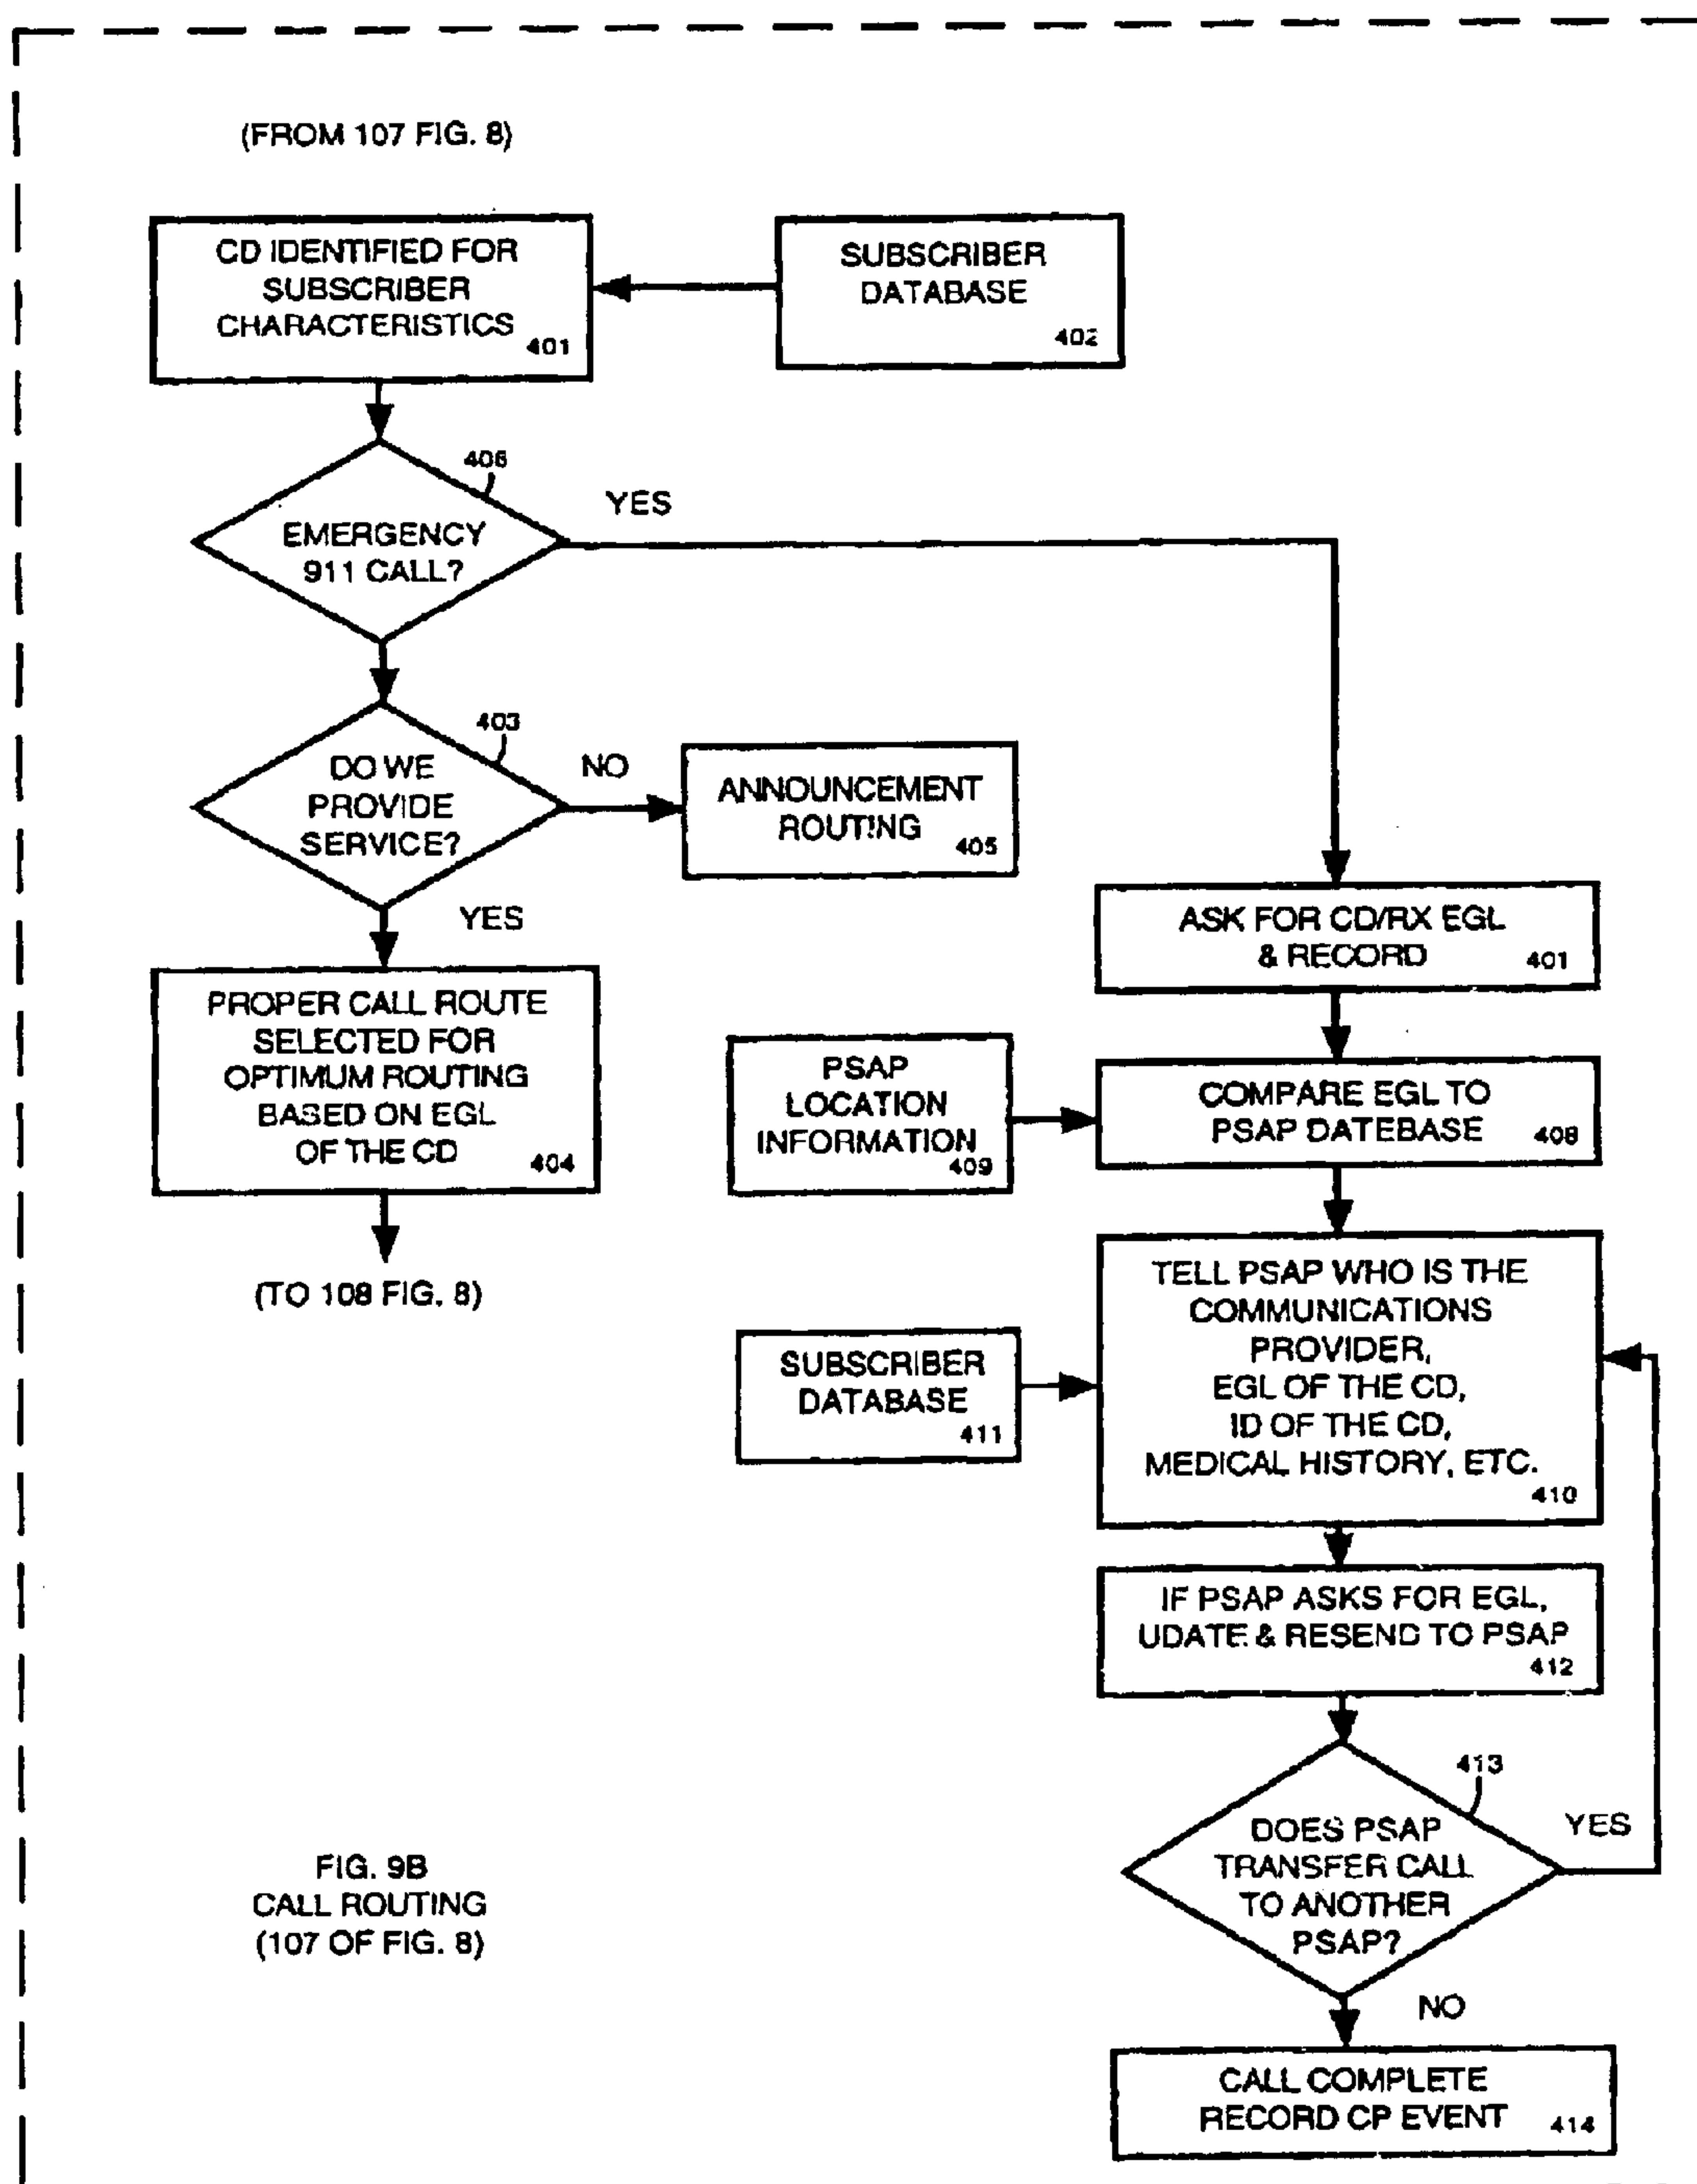 (FROM 107 FIG. 8)
CD IDENTIFIED FOR
SUBSCRIBER
CHARACTERISTICS
401
SUBSCRIBER
DATABASE
402
406
EMERGENCY
911 CALL?
YES
403
DO WE
PROVIDE
SERVICE?
NO
ANNOUNCEMENT
ROUTING
405
YES
PROPER CALL ROUTE
SELECTED FOR
OPTIMUM ROUTING
BASED ON EGL
OF THE CD
404
(TO 108 FIG. 8)
ASK FOR CD/RX EGL
& RECORD
401
PSAP
LOCATION
INFORMATION
409
COMPARE EGL TO
PSAP DATEBASE
408
TELL PSAP WHO IS THE
COMMUNICATIONS
PROVIDER,
EGL OF THE CD,
ID OF THE CD,
MEDICAL HISTORY, ETC.
410
SUBSCRIBER
DATABASE
411
IF PSAP ASKS FOR EGL,
UDATE & RESEND TO PSAP
412
413
DOES PSAP
TRANSFER CALL
TO ANOTHER
PSAP?
YES
NO
CALL COMPLETE
RECORD CP EVENT
414
FIG. 9B
CALL ROUTING
(107 OF FIG. 8)